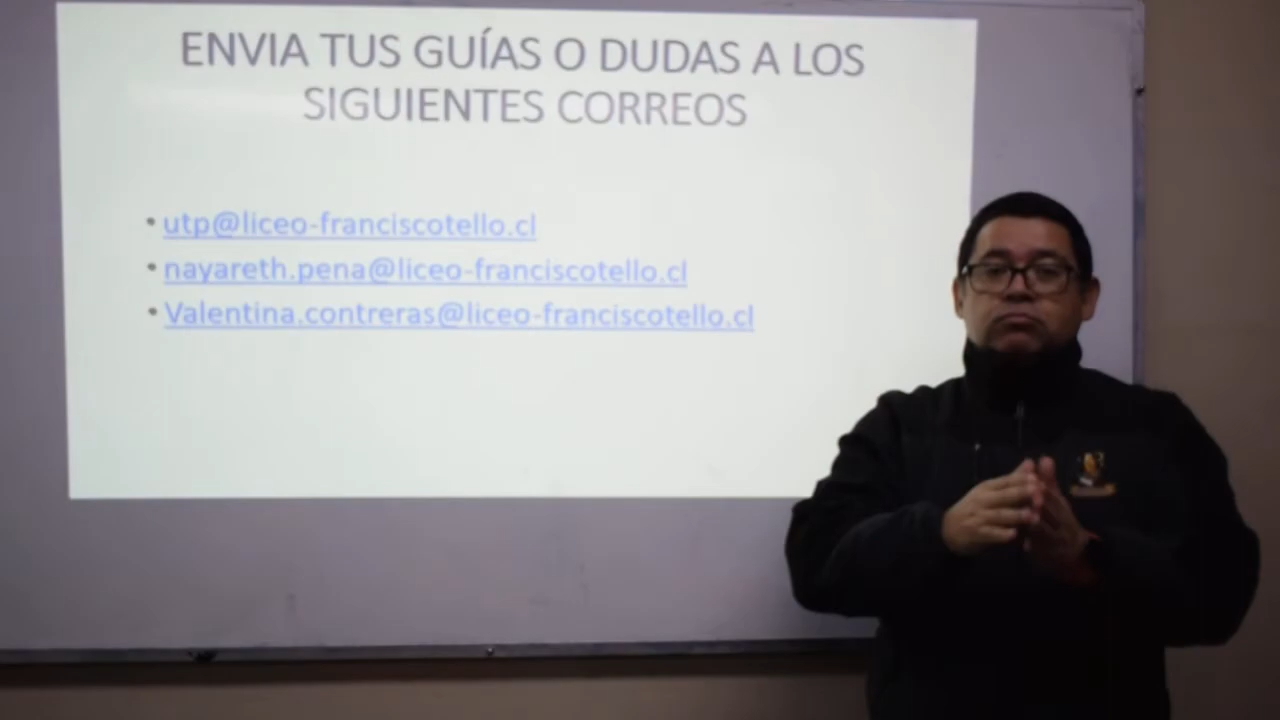 ENVIA TUS GUÍAS O DUDAS A LOS
SIGUIENTES CORREOS
• utp@liceo-franciscotello.cl
• nayareth.pena@liceo-franciscotello.cl
• Valentina.contreras@liceo-franciscotello.cl